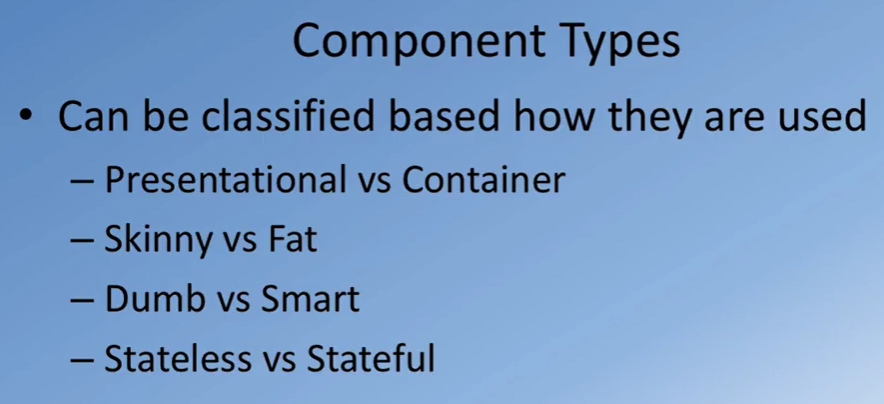 Component Types
• Can be classified based how they are used
– Presentational vs Container
– Skinny vs Fat
– Dumb vs Smart
– Stateless vs Stateful